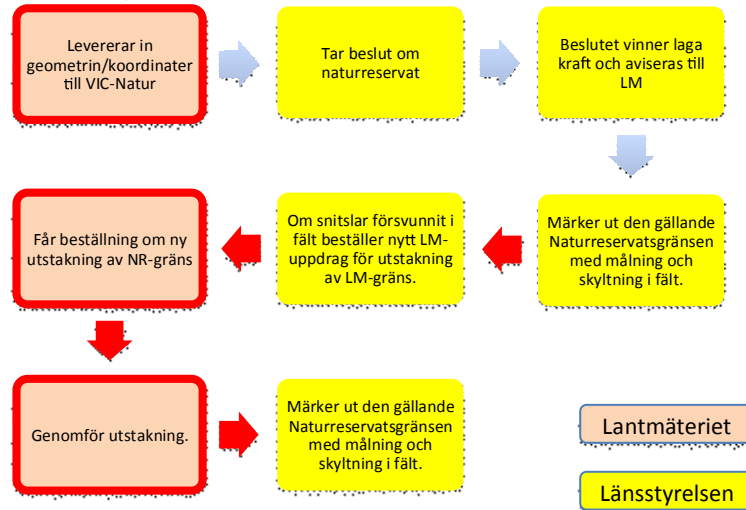 Levererar in
geometrin/koordinater
till VIC-Natur
Tar beslut om
naturreservat
Beslutet vinner laga
kraft och aviseras till
LM
Får beställning om ny
utstakning av NR-gräns
Om snitslar försvunnit i
fält beställer nytt LM-
uppdrag för utstakning
av LM-gräns.
Märker ut den gällande
Naturreservatsgränsen
med målning och
skyltning i fält.
Genomför utstakning.
Märker ut den gällande
Naturreservatsgränsen
med målning och
skyltning i fält.
Lantmäteriet
Länsstyrelsen